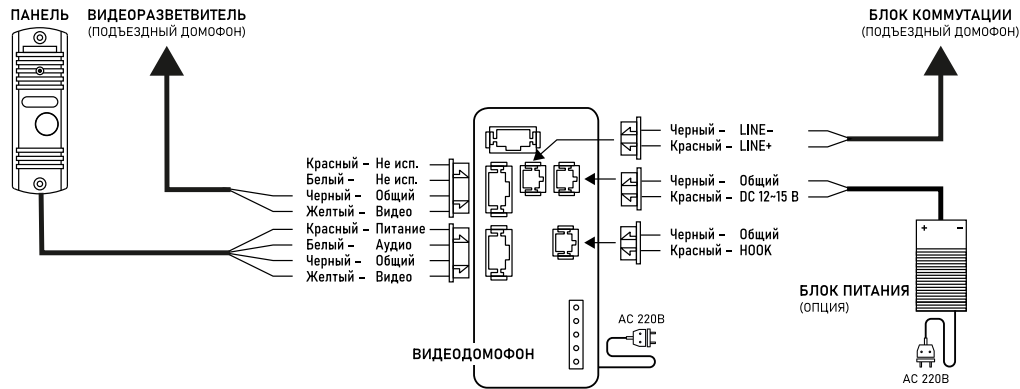 ПАНЕЛЬ
ВИДЕОРАЗВЕТВИТЕЛЬ
(ПОДЪЕЗДНЫЙ ДОМОФОН)
БЛОК КОММУТАЦИИ
(ПОДЪЕЗДНЫЙ ДОМОФОН)
Красный – Не исп.
Белый – Не исп.
Черный – Общий
Желтый – Видео
Красный – Питание
Белый – Аудио
Черный – Общий
Желтый – Видео
Черный – LINE–
Красный – LINE+
Черный – Общий
Красный – DC 12~15 В
Черный – Общий
Красный – HOOK
+ –
БЛОК ПИТАНИЯ
(ОПЦИЯ)
AC 220В
ВИДЕОДОМОФОН
AC 220В